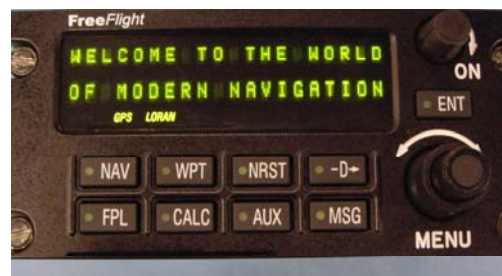 FreeFlight
WELCOME TO THE WORLD
OF MODERN NAVIGATION
GPS LORAN
ON
ENT
NAV WPT NRST -D→
FPL CALC AUX MSG
MENU